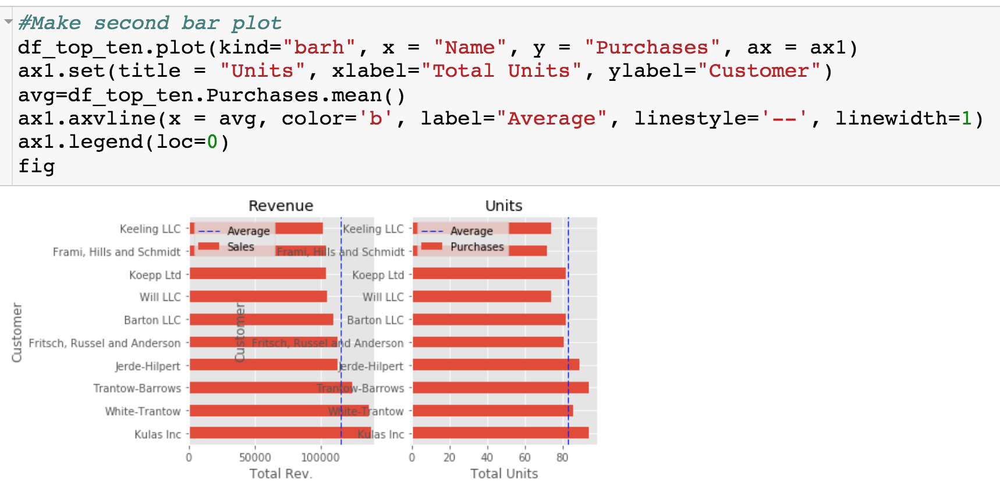 #Make second bar plot
df_top_ten.plot(kind="barh", x = "Name", y = "Purchases", ax = ax1)
ax1.set(title = "Units", xlabel="Total Units", ylabel="Customer")
avg=df_top_ten.Purchases.mean()
ax1.axvline(x = avg, color='b', label="Average", linestyle='--', linewidth=1)
ax1.legend(loc=0)
fig
Revenue
Customer
Keeling LLC
Frami, Hills and Schmidt
Koepp Ltd
Will LLC
Barton LLC
Fritsch, Russel and Anderson
Jerde-Hilpert
Trantow-Barrows
White-Trantow
Kulas Inc
Average
Sales
0 50000 100000
Total Rev.
Units
Customer
Keeling LLC
Frami, Hills and Schmidt
Koepp Ltd
Will LLC
Barton LLC
Fritsch, Russel and Anderson
Jerde-Hilpert
Trantow-Barrows
White-Trantow
Kulas Inc
Average
Purchases
0 20 40 60 80
Total Units